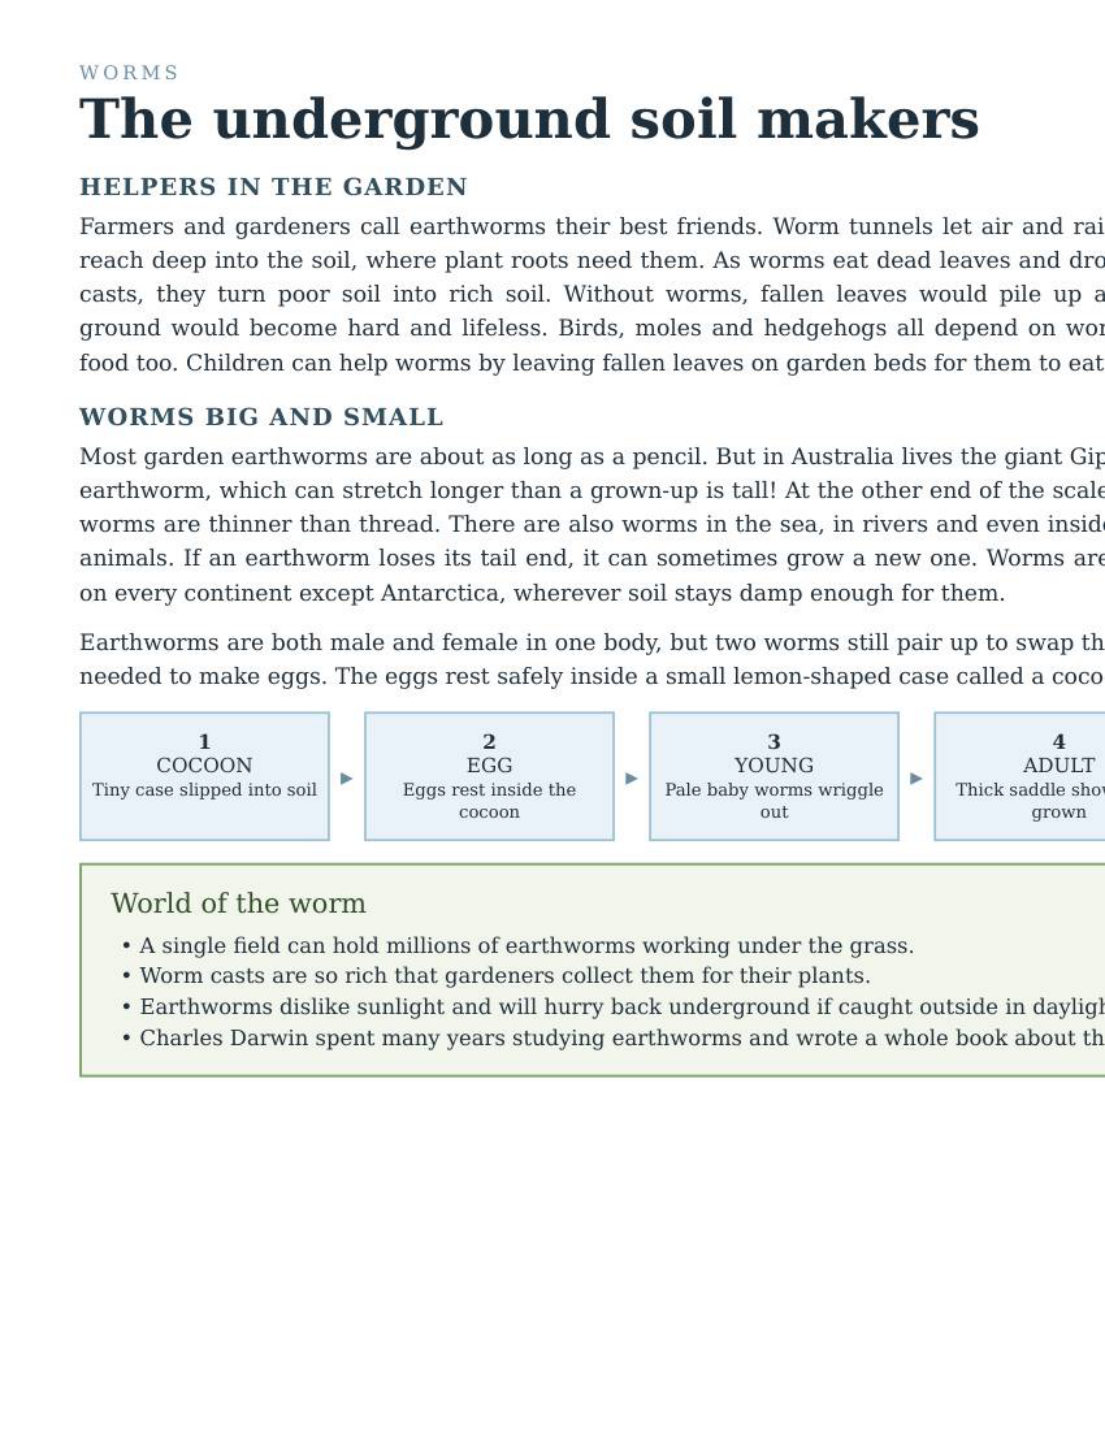 WORMS
The underground soil makers
HELPERS IN THE GARDEN
Farmers and gardeners call earthworms their best friends. Worm tunnels let air and
reach deep into the soil, where plant roots need them. As worms eat dead leaves and
casts, they turn poor soil into rich soil. Without worms, fallen leaves would pile up
ground would become hard and lifeless. Birds, moles and hedgehogs all depend on
food too. Children can help worms by leaving fallen leaves on garden beds for them to eat
WORMS BIG AND SMALL
Most garden earthworms are about as long as a pencil. But in Australia lives the giant
earthworm, which can stretch longer than a grown-up is tall! At the other end of the scale
worms are thinner than thread. There are also worms in the sea, in rivers and even
animals. If an earthworm loses its tail end, it can sometimes grow a new one. Worms are
on every continent except Antarctica, wherever soil stays damp enough for them.
Earthworms are both male and female in one body, but two worms still pair up to swap
needed to make eggs. The eggs rest safely inside a small lemon-shaped case called a
1
COCOON
Tiny case slipped into soil
▶
2
EGG
Eggs rest inside the
cocoon
▶
3
YOUNG
Pale baby worms wriggle
out
▶
4
ADULT
Thick saddle
grown
World of the worm
• A single field can hold millions of earthworms working under the grass.
• Worm casts are so rich that gardeners collect them for their plants.
• Earthworms dislike sunlight and will hurry back underground if caught outside in
• Charles Darwin spent many years studying earthworms and wrote a whole book about